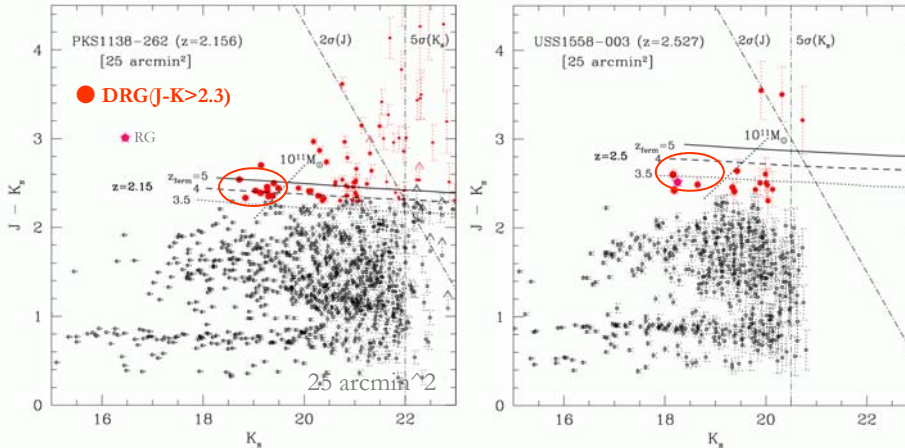 PKS1138-262 (z=2.156)
[25 arcmin²]
DRG(J-K>2.3)
RG
2σ(J)
5σ(Kₛ)
10¹¹M⊙
z_form=5
z=2.15
4
3.5
25 arcmin^2
J - Kₛ
4
3
2
1
0
16
18
20
22
Kₛ
USS1558-003 (z=2.527)
[25 arcmin²]
2σ(J)
5σ(Kₛ)
10¹¹M⊙
z_form=5
z=2.5
4
3.5
J - Kₛ
4
3
2
1
0
16
18
20
22
Kₛ